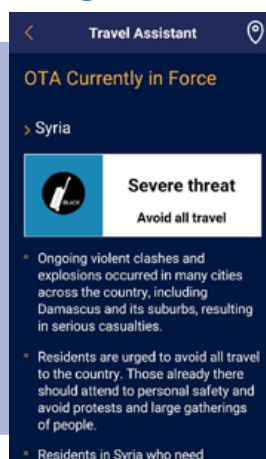 Travel Assistant
OTA Currently in Force
Syria
BLACK
Severe threat
Avoid all travel
Ongoing violent clashes and
explosions occurred in many cities
across the country, including
Damascus and its suburbs, resulting
in serious casualties.
Residents are urged to avoid all travel
to the country. Those already there
should attend to personal safety and
avoid protests and large gatherings
of people.
Residents in Syria who need